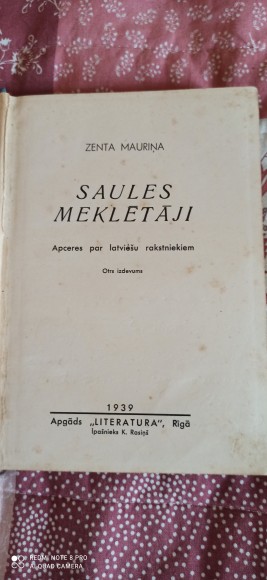 ZENTA MAURIŅA
SAULES
MEKLĒTĀJI
Apceres par latviešu rakstniekiem
Otrs izdevums
1939
Apgāds „LITERATURA", Rīgā
Īpašnieks K. Rasiņš
REDMI NOTE 8 PRO
AI QUAD CAMERA